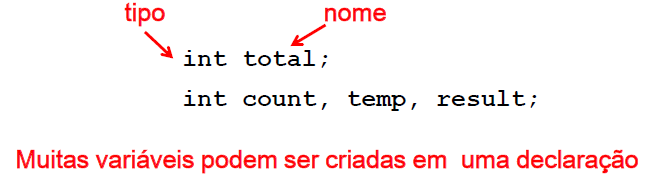 tipo nome
int total;
int count, temp, result;
Muitas variáveis podem ser criadas em uma declaração